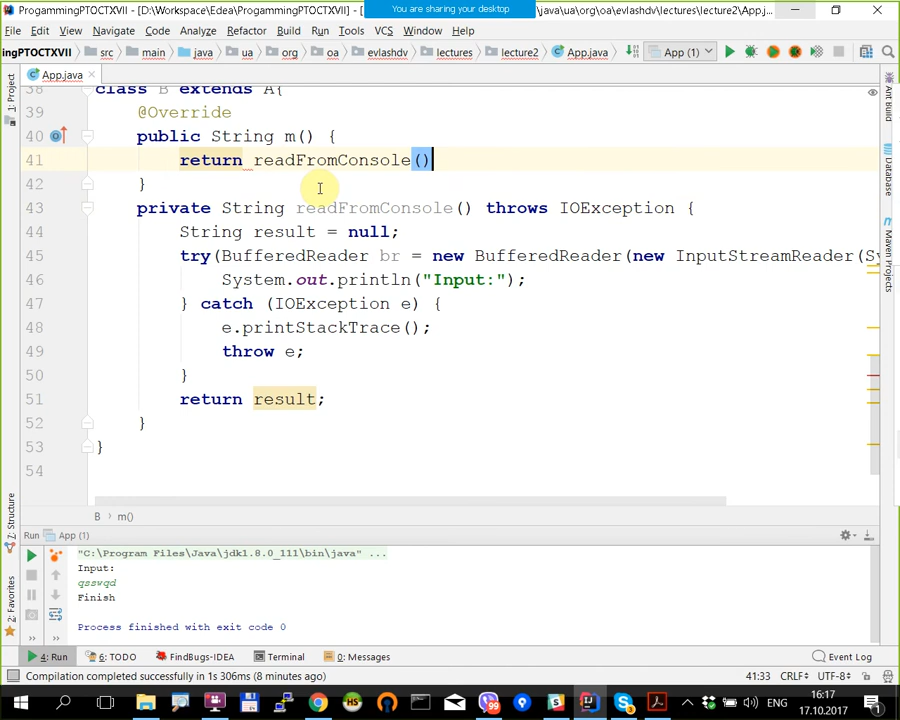 ProgammingPTOCTXVII] - [D:\Workspace\Edea\ProgammingPTOCTXVII] - [
You are sharing your desktop
\java\ua\org\oa\evlashdv\lectures\lecture2\App.j...
File Edit View Navigate Code Analyze Refactor Build Run Tools VCS Window Help
ingPTOCTXVII src main java ua org oa evlashdv lectures lecture2 App.java App (1)
App.java
1: Project
Ant Build
Database
Maven Projects
7: Structure
2: Favorites
38 class B extends A{
39 @Override
40 public String m() {
41 return readFromConsole()
42 }
43 private String readFromConsole() throws IOException {
44 String result = null;
45 try(BufferedReader br = new BufferedReader(new InputStreamReader(Sy
46 System.out.println("Input:");
47 } catch (IOException e) {
48 e.printStackTrace();
49 throw e;
50 }
51 return result;
52 }
53 }
54
B › m()
Run App (1)
"C:\Program Files\Java\jdk1.8.0_111\bin\java" ...
Input:
qsswqd
Finish
Process finished with exit code 0
4: Run 6: TODO FindBugs-IDEA Terminal 0: Messages Event Log
Compilation completed successfully in 1s 306ms (8 minutes ago) 41:33 CRLF÷ UTF-8÷
ENG
16:17
17.10.2017